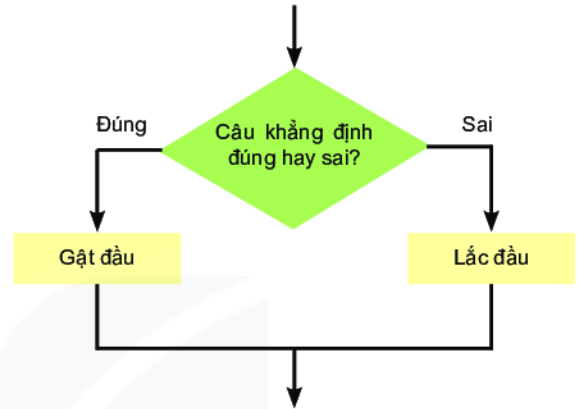 Đúng
Sai
Câu khẳng định
đúng hay sai?
Gật đầu
Lắc đầu